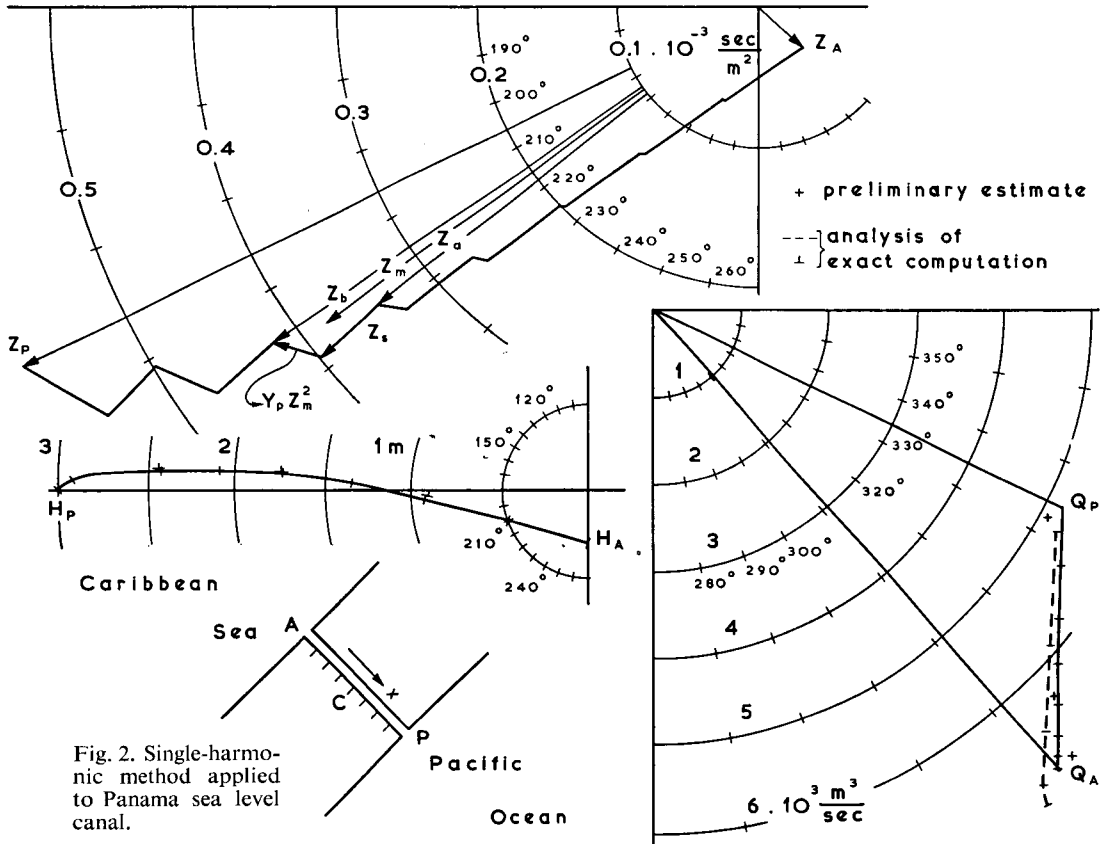 0.1 . 10⁻³ sec/m²
Z_A
190°
200°
210°
220°
230°
240°
250°
260°
0.2
0.3
0.4
0.5
Z_a
Z_m
Z_b
Z_s
Z_P
Y_p Z_m²
+ preliminary estimate
analysis of
exact computation
3
2
1 m
120°
150°
210°
240°
H_P
H_A
1
2
3
4
5
6 . 10³ m³/sec
350°
340°
330°
320°
300°
290°
280°
Q_P
Q_A
Caribbean
Sea
A
x
C
P
Pacific
Ocean
Fig. 2. Single-harmo-
nic method applied
to Panama sea level
canal.